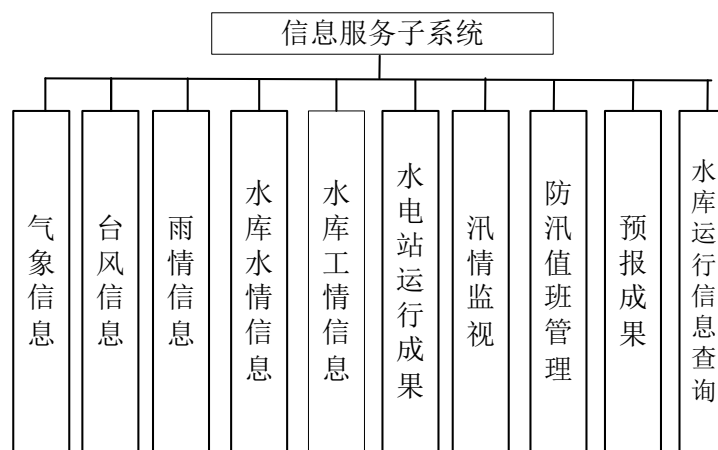 信息服务子系统
气象信息
台风信息
雨情信息
水库水情信息
水库工情信息
水电站运行成果
汛情监视
防汛值班管理
预报成果
水库运行信息查询